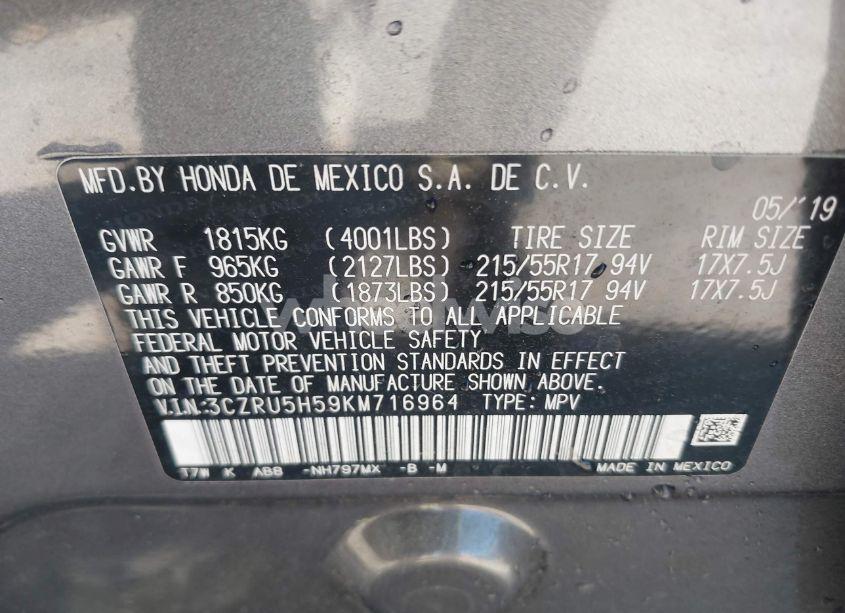 MFD.BY HONDA DE MEXICO S.A. DE C.V.
05/'19
GVWR 1815KG (4001LBS) TIRE SIZE RIM SIZE
GAWR F 965KG (2127LBS) 215/55R17 94V 17X7.5J
GAWR R 850KG (1873LBS) 215/55R17 94V 17X7.5J
THIS VEHICLE CONFORMS TO ALL APPLICABLE
FEDERAL MOTOR VEHICLE SAFETY
AND THEFT PREVENTION STANDARDS IN EFFECT
ON THE DATE OF MANUFACTURE SHOWN ABOVE.
V.I.N:3CZRU5H59KM716964 TYPE: MPV
T7W K ABB -NH797MX -B -M
MADE IN MEXICO